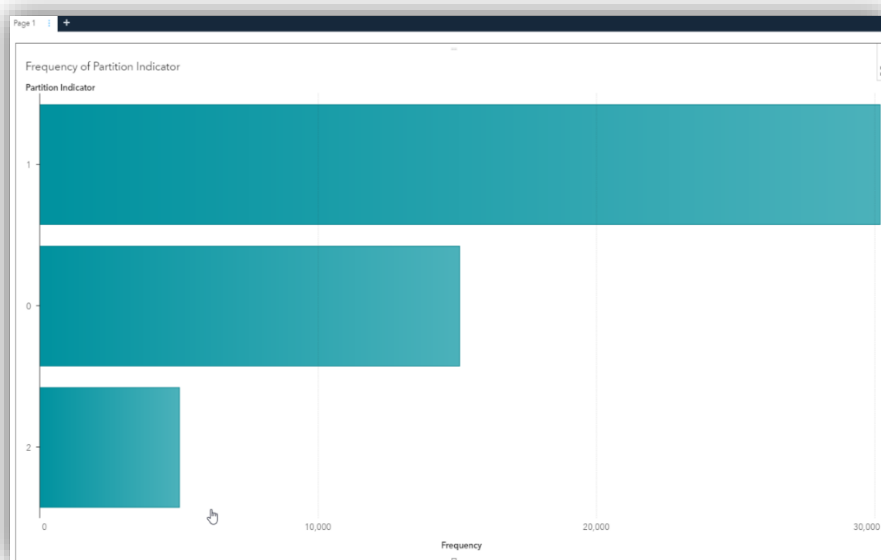 Page 1
Frequency of Partition Indicator
Partition Indicator
1
0
2
0 10,000 20,000 30,000
Frequency